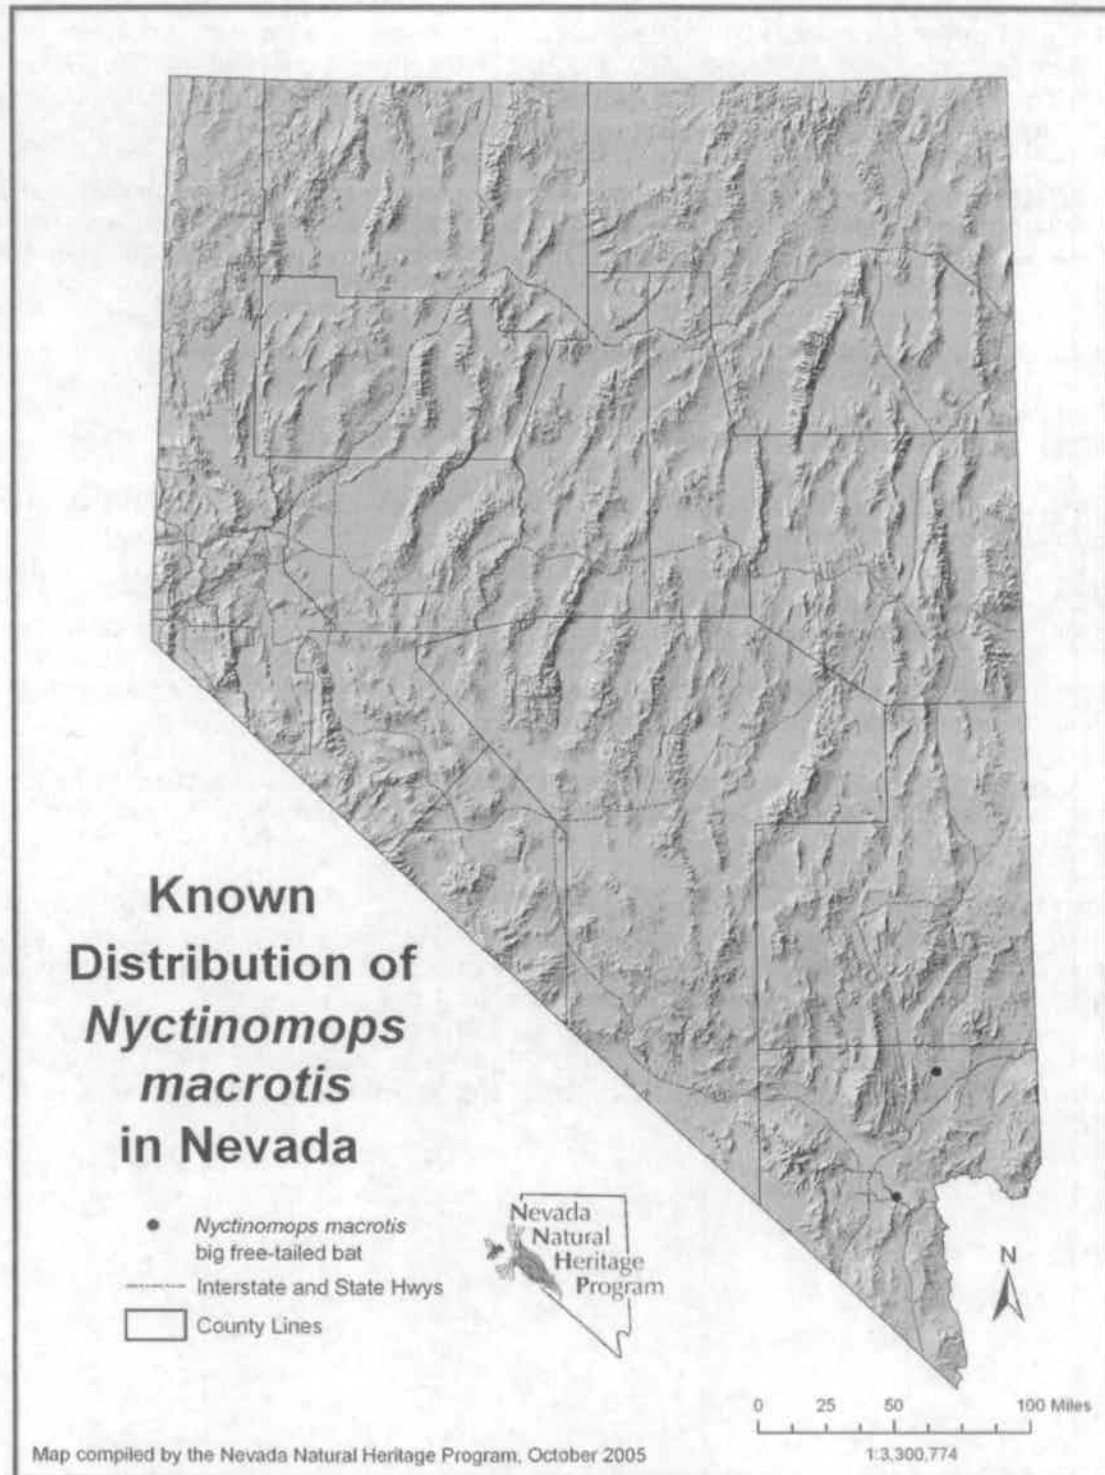 Known
Distribution of
Nyctinomops
macrotis
in Nevada
Nyctinomops macrotis
big free-tailed bat
Interstate and State Hwys
County Lines
Nevada
Natural
Heritage
Program
N
0 25 50 100 Miles
1:3,300,774
Map compiled by the Nevada Natural Heritage Program, October 2005